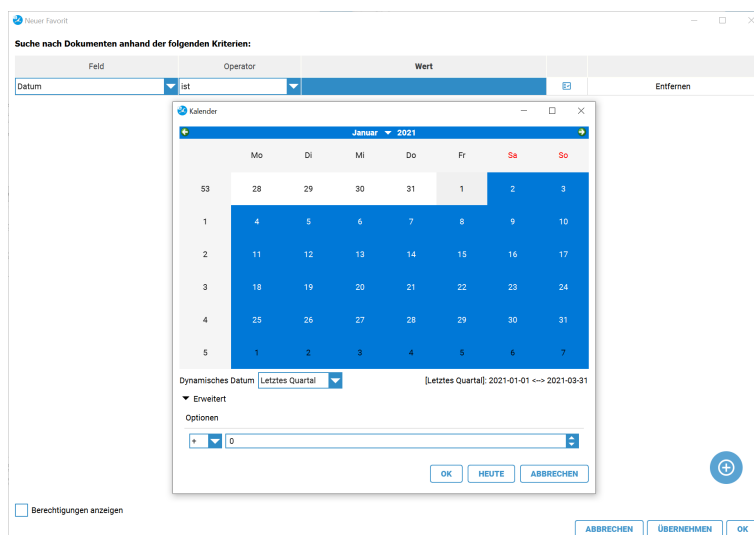 Neuer Favorit
Suche nach Dokumenten anhand der folgenden Kriterien:
Feld Operator Wert
Datum ist Entfernen
Kalender
Januar 2021
Mo Di Mi Do Fr Sa So
53 28 29 30 31 1 2 3
1 4 5 6 7 8 9 10
2 11 12 13 14 15 16 17
3 18 19 20 21 22 23 24
4 25 26 27 28 29 30 31
5 1 2 3 4 5 6 7
Dynamisches Datum Letztes Quartal [Letztes Quartal]: 2021-01-01 <--> 2021-03-31
Erweitert
Optionen
+ 0
OK HEUTE ABBRECHEN
Berechtigungen anzeigen
ABBRECHEN ÜBERNEHMEN OK